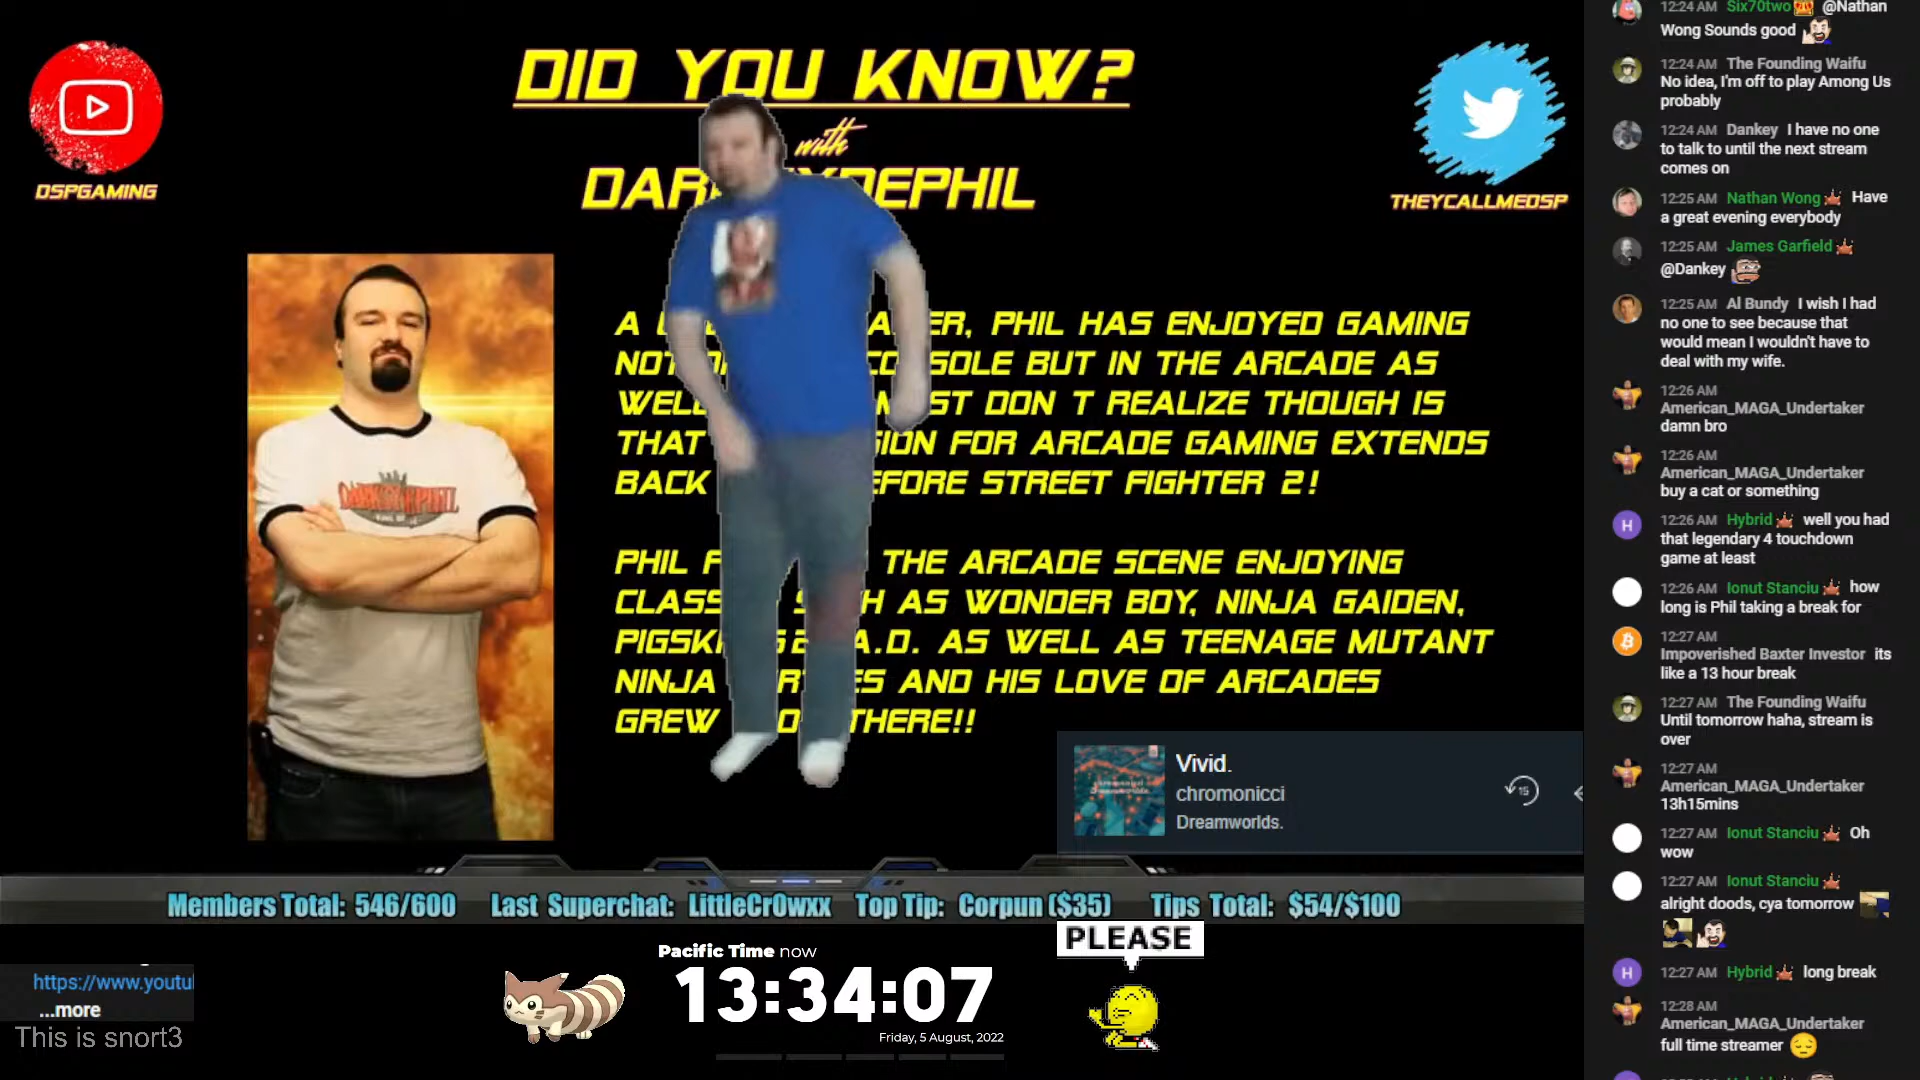 DID YOU KNOW?
with
DAR DEPHIL
DSPGAMING
THEYCALLMEDSP
A ER, PHIL HAS ENJOYED GAMING
NOT SOLE BUT IN THE ARCADE AS
WELL ST DON T REALIZE THOUGH IS
THAT SION FOR ARCADE GAMING EXTENDS
BACK EFORE STREET FIGHTER 2!
PHIL F THE ARCADE SCENE ENJOYING
CLASS S H AS WONDER BOY, NINJA GAIDEN,
PIGSKI 2 A.D. AS WELL AS TEENAGE MUTANT
NINJA RT ES AND HIS LOVE OF ARCADES
GREW O THERE!!
Vivid.
chromonicci
Dreamworlds.
15
Members Total: 546/600 Last Superchat: LittleCr0wxx Top Tip: Corpun ($35) Tips Total: $54/$100
PLEASE
Pacific Time now
13:34:07
Friday, 5 August, 2022
https://www.youtu
...more
This is snort3
12:24 AM Six70two @Nathan
Wong Sounds good
12:24 AM The Founding Waifu
No idea, I'm off to play Among Us
probably
12:24 AM Dankey I have no one
to talk to until the next stream
comes on
12:25 AM Nathan Wong Have
a great evening everybody
12:25 AM James Garfield
@Dankey
12:25 AM Al Bundy I wish I had
no one to see because that
would mean I wouldn't have to
deal with my wife.
12:26 AM
American_MAGA_Undertaker
damn bro
12:26 AM
American_MAGA_Undertaker
buy a cat or something
H 12:26 AM Hybrid well you had
that legendary 4 touchdown
game at least
12:26 AM Ionut Stanciu how
long is Phil taking a break for
12:27 AM
Impoverished Baxter Investor its
like a 13 hour break
12:27 AM The Founding Waifu
Until tomorrow haha, stream is
over
12:27 AM
American_MAGA_Undertaker
13h15mins
12:27 AM Ionut Stanciu Oh
wow
12:27 AM Ionut Stanciu
alright doods, cya tomorrow
H 12:27 AM Hybrid long break
12:28 AM
American_MAGA_Undertaker
full time streamer